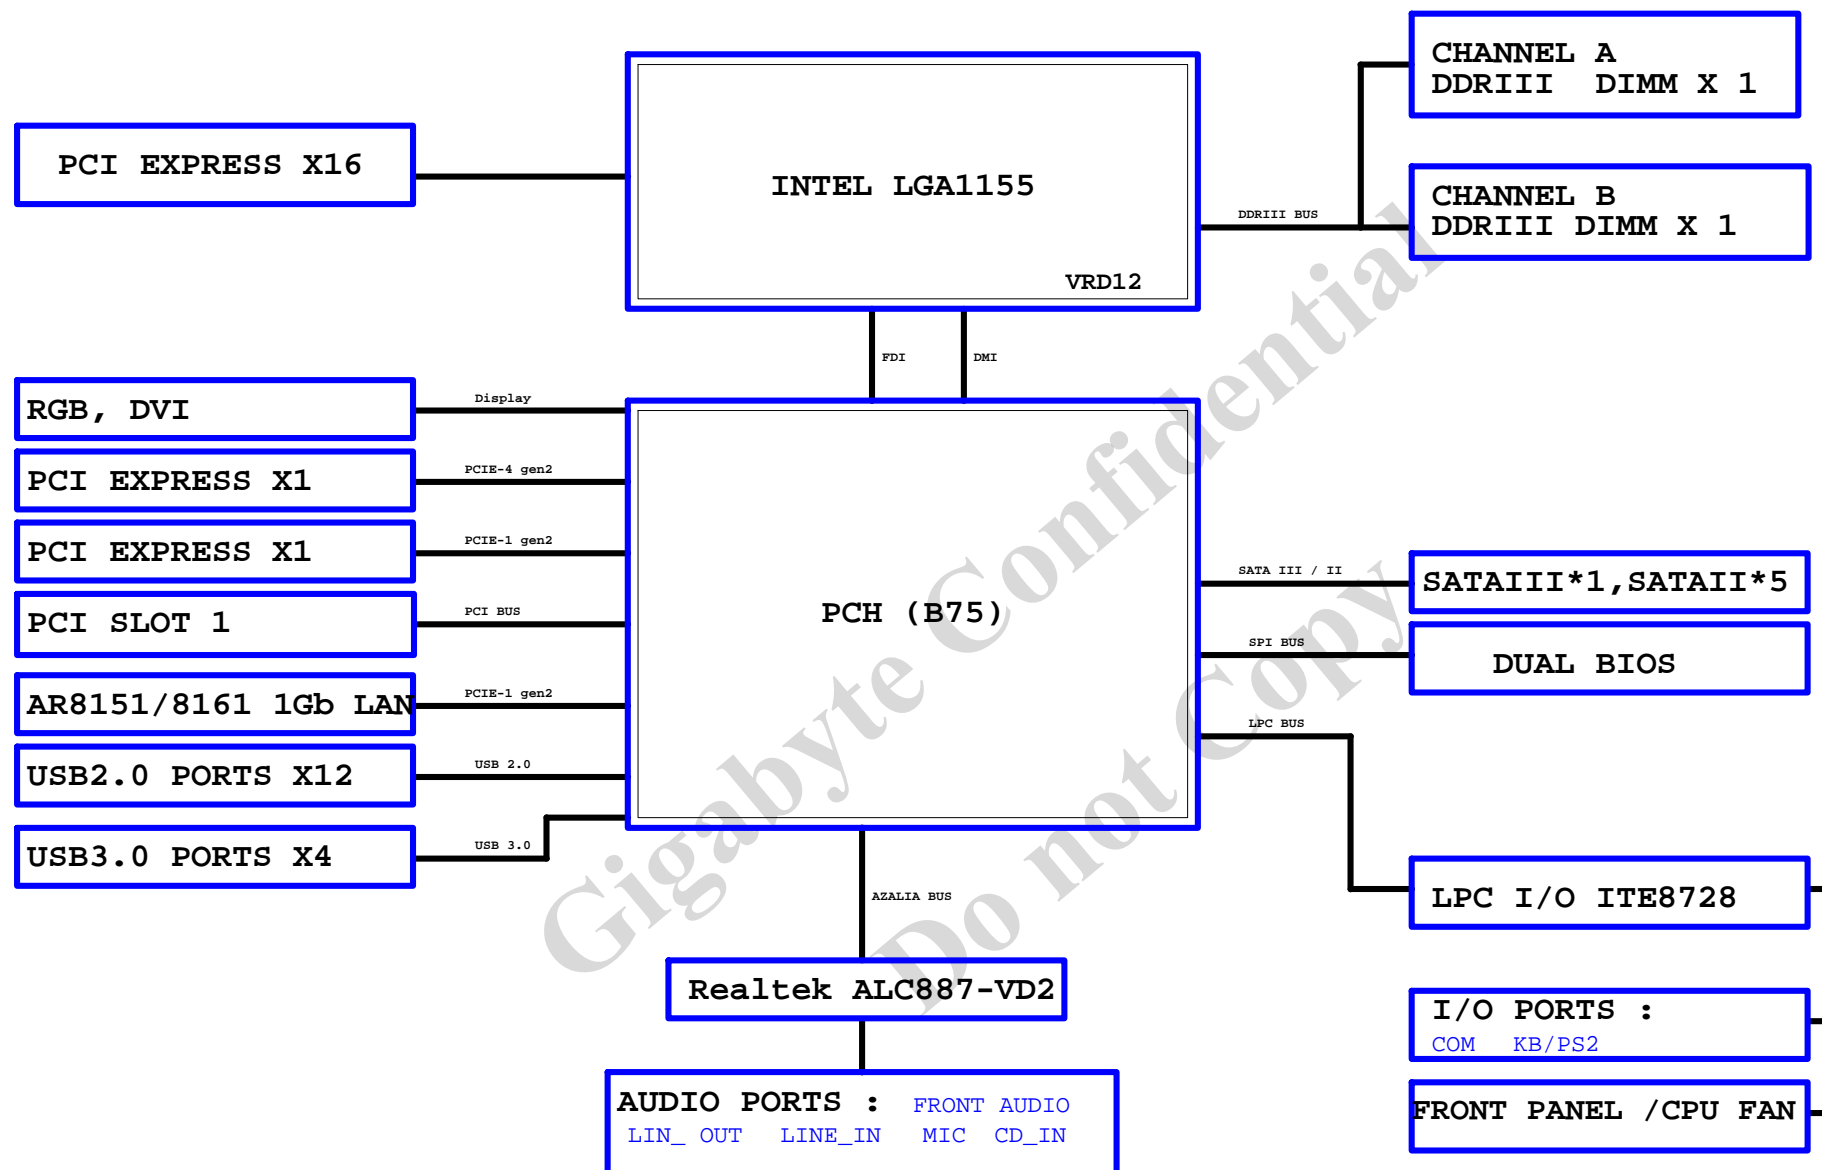 CHANNEL A
DDRIII DIMM X 1
PCI EXPRESS X16
INTEL LGA1155
CHANNEL B
DDRIII DIMM X 1
DDRIII BUS
VRD12
FDI
DMI
RGB, DVI
Display
PCI EXPRESS X1
PCIE-4 gen2
PCI EXPRESS X1
PCIE-1 gen2
SATA III / II
SATAIII*1,SATAII*5
PCI SLOT 1
PCI BUS
PCH (B75)
SPI BUS
DUAL BIOS
AR8151/8161 1Gb LAN
PCIE-1 gen2
LPC BUS
USB2.0 PORTS X12
USB 2.0
USB3.0 PORTS X4
USB 3.0
AZALIA BUS
LPC I/O ITE8728
Realtek ALC887-VD2
I/O PORTS :
COM KB/PS2
AUDIO PORTS : FRONT AUDIO
LIN_ OUT LINE_IN MIC CD_IN
FRONT PANEL /CPU FAN
Gigabyte Confidential
Do not Copy